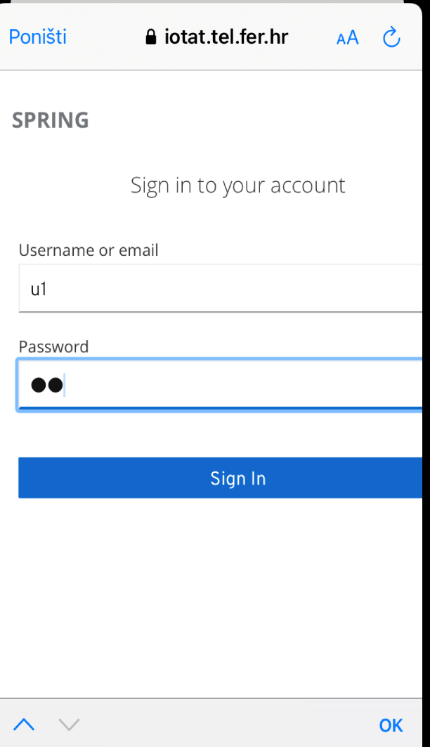 Poništi iotat.tel.fer.hr AA
SPRING
Sign in to your account
Username or email
u1
Password
●●
Sign In
OK